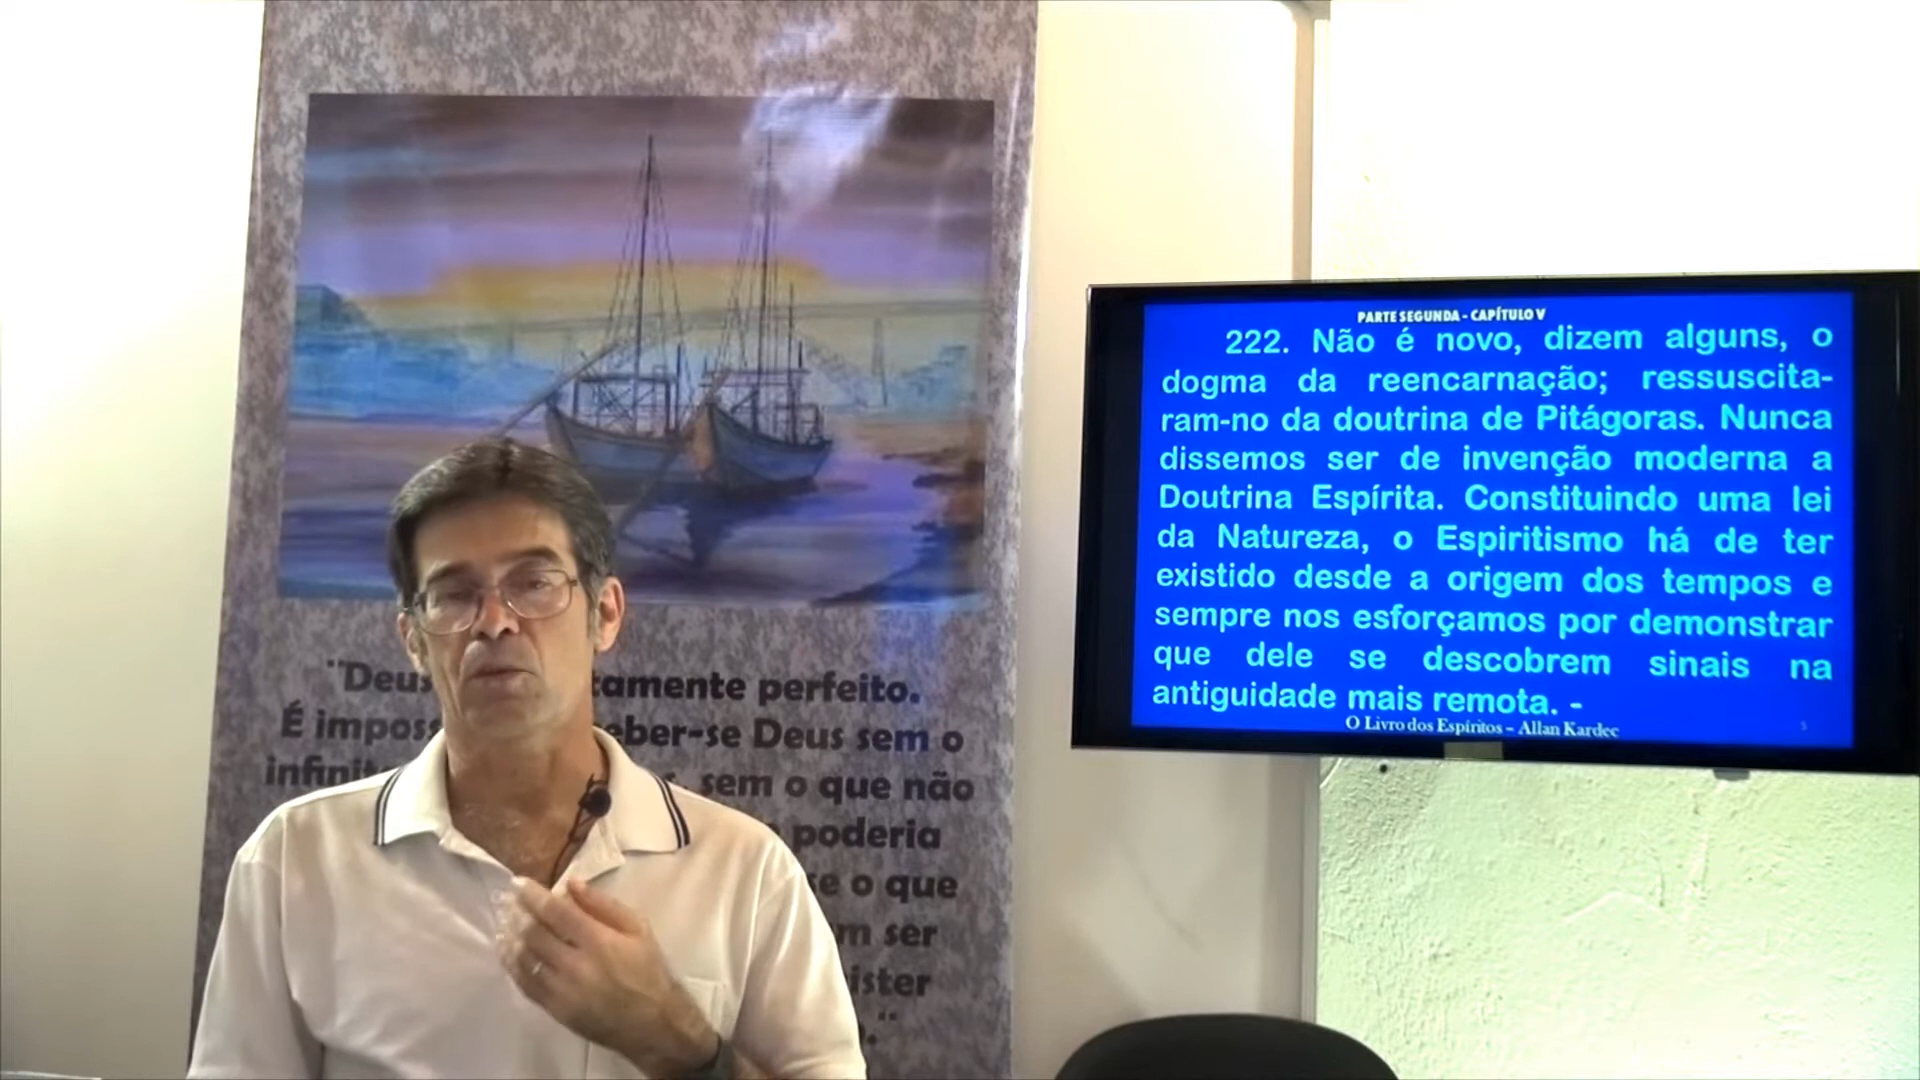 "Deus tamente perfeito.
É imposs eber-se Deus sem o
infinit sem o que não
poderia
se o que
m ser
ister
."
PARTE SEGUNDA - CAPÍTULO V
222. Não é novo, dizem alguns, o
dogma da reencarnação; ressuscita-
ram-no da doutrina de Pitágoras. Nunca
dissemos ser de invenção moderna a
Doutrina Espírita. Constituindo uma lei
da Natureza, o Espiritismo há de ter
existido desde a origem dos tempos e
sempre nos esforçamos por demonstrar
que dele se descobrem sinais na
antiguidade mais remota. -
O Livro dos Espíritos – Allan Kardec
5